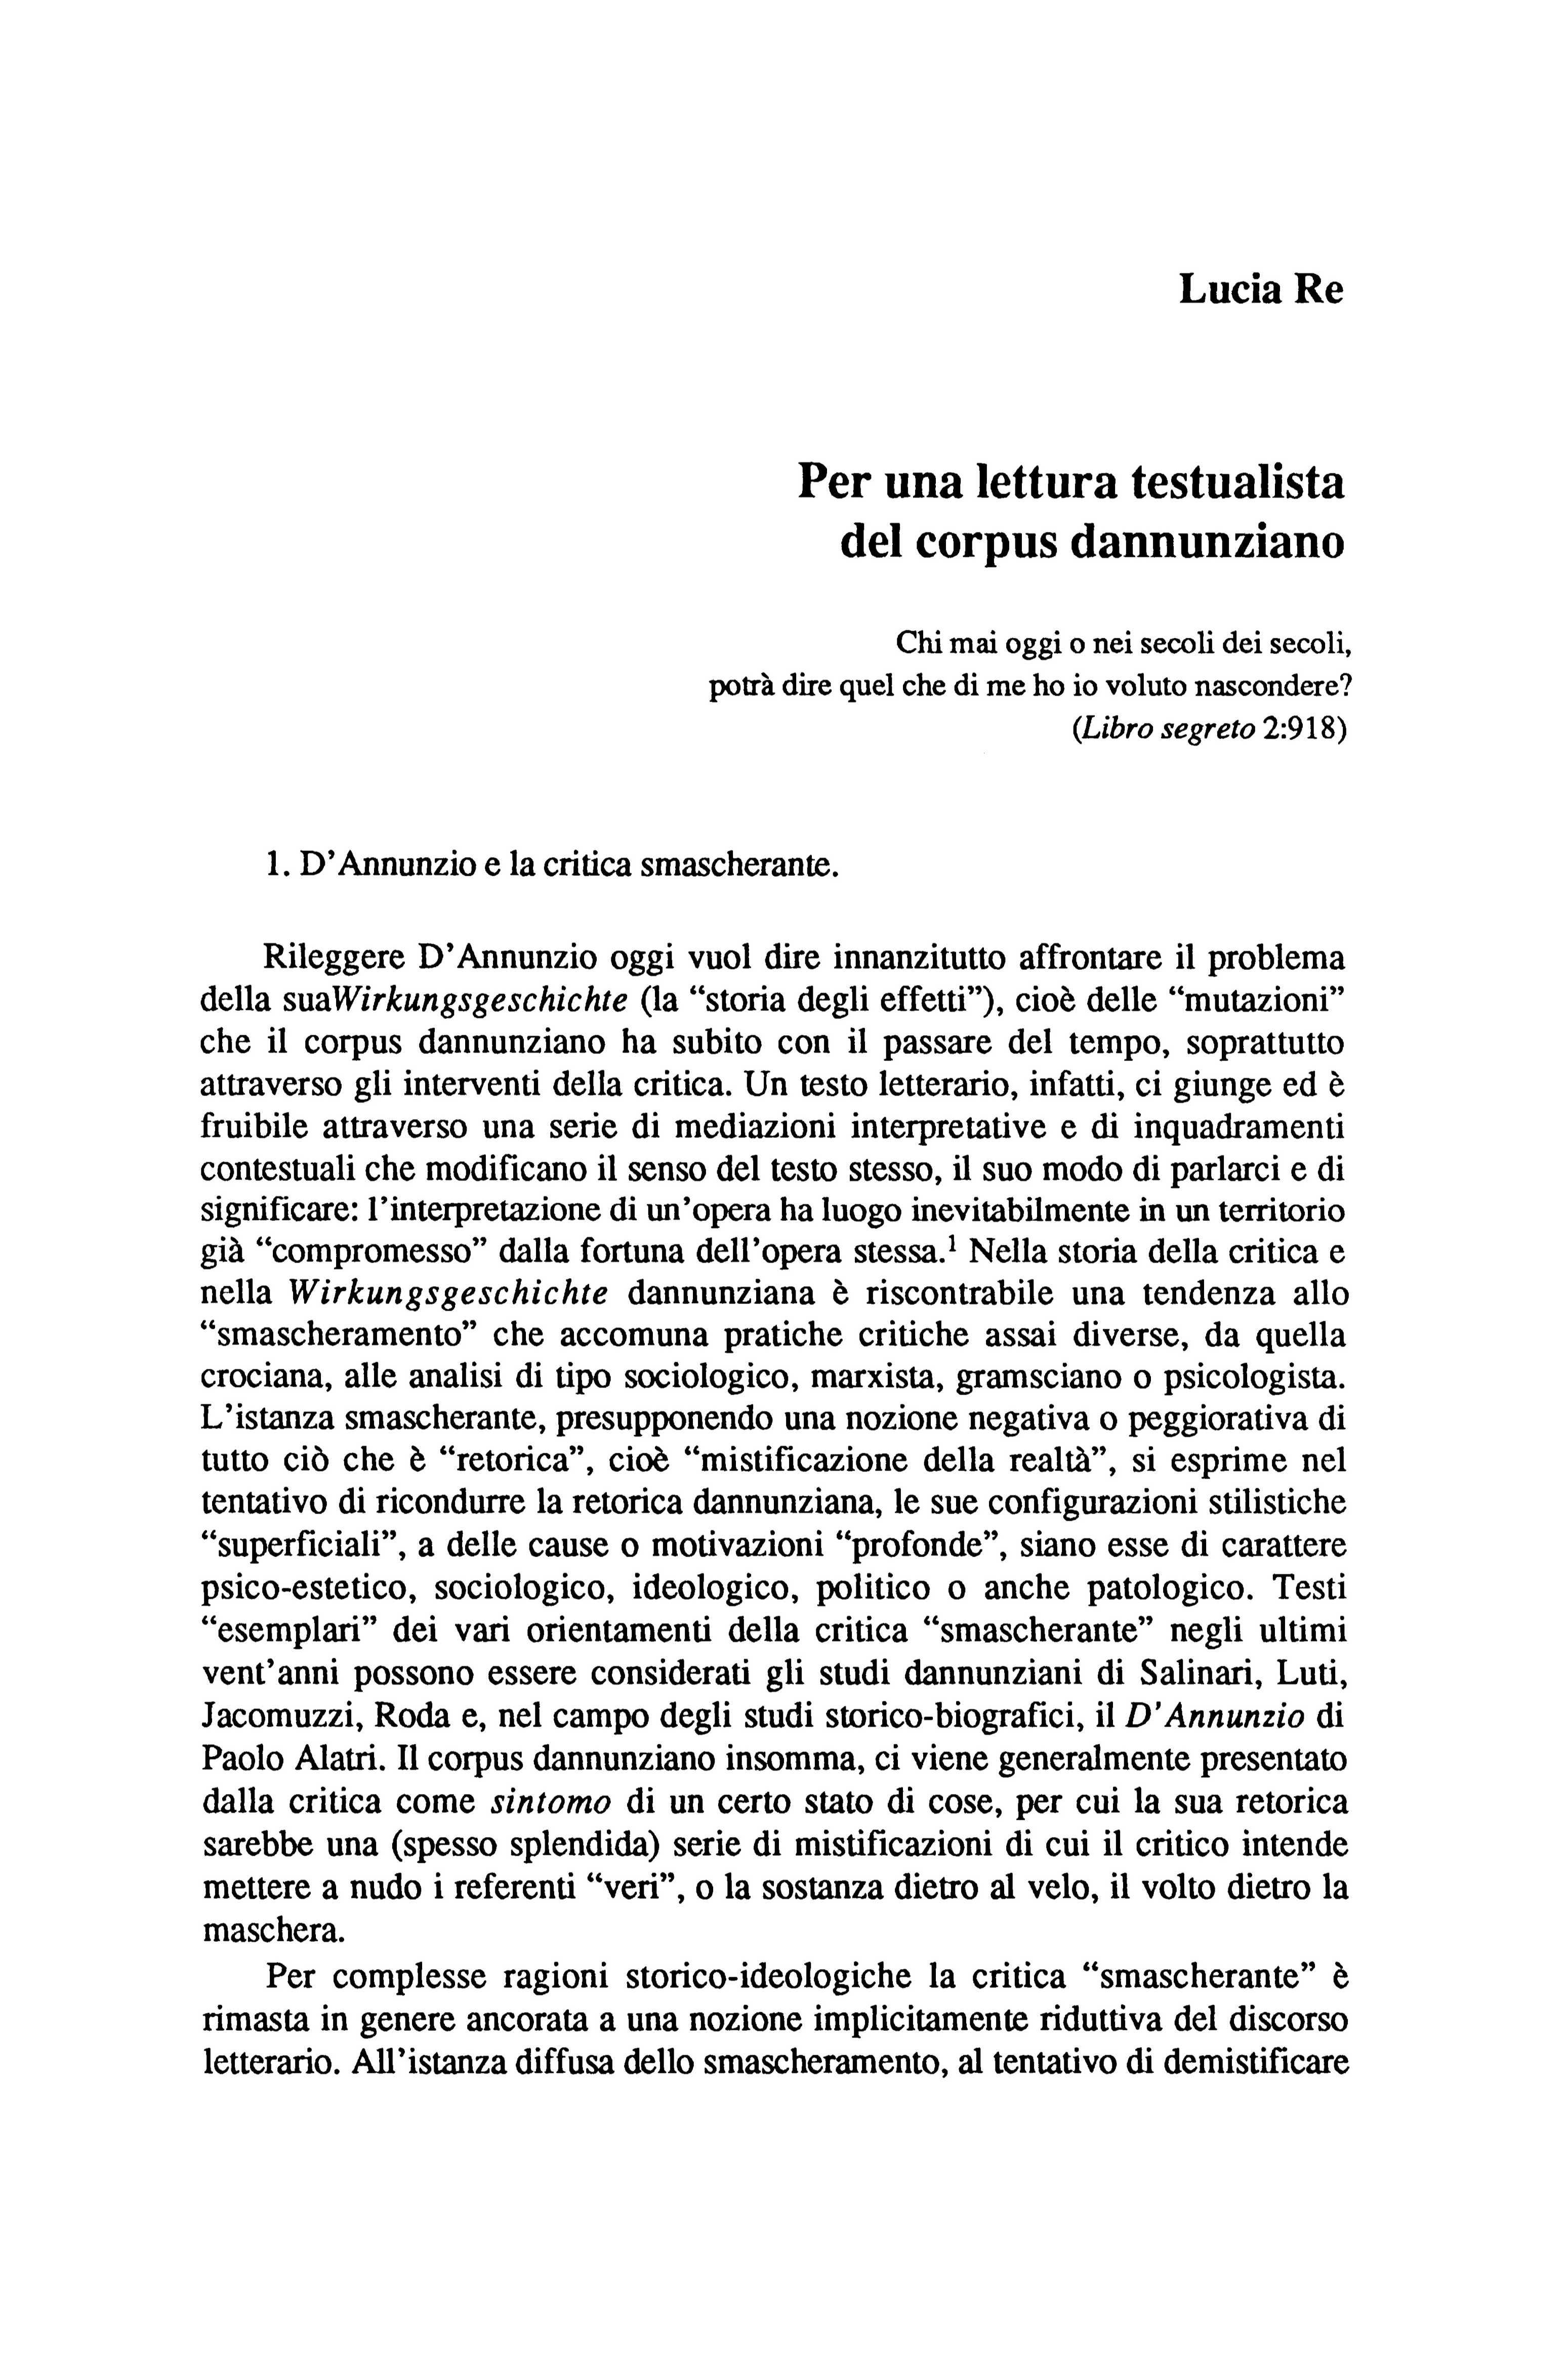 Lucia Re
Per una lettura testualista
del corpus dannunziano
Chi mai oggi o nei secoli dei secoli,
potrà dire quel che di me ho io voluto nascondere?
(Libro segreto 2:918)
1. D'Annunzio e la critica smascherante.
Rileggere D'Annunzio oggi vuol dire innanzitutto affrontare il problema
della suaWirkungsgeschichte (la “storia degli effetti”), cioè delle “mutazioni”
che il corpus dannunziano ha subito con il passare del tempo, soprattutto
attraverso gli interventi della critica. Un testo letterario, infatti, ci giunge ed è
fruibile attraverso una serie di mediazioni interpretative e di inquadramenti
contestuali che modificano il senso del testo stesso, il suo modo di parlarci e di
significare: l'interpretazione di un'opera ha luogo inevitabilmente in un territorio
già “compromesso” dalla fortuna dell'opera stessa.¹ Nella storia della critica e
nella Wirkungsgeschichte dannunziana è riscontrabile una tendenza allo
“smascheramento” che accomuna pratiche critiche assai diverse, da quella
crociana, alle analisi di tipo sociologico, marxista, gramsciano o psicologista.
L'istanza smascherante, presupponendo una nozione negativa o peggiorativa di
tutto ciò che è “retorica”, cioè “mistificazione della realtà”, si esprime nel
tentativo di ricondurre la retorica dannunziana, le sue configurazioni stilistiche
“superficiali”, a delle cause o motivazioni “profonde”, siano esse di carattere
psico-estetico, sociologico, ideologico, politico o anche patologico. Testi
“esemplari” dei vari orientamenti della critica “smascherante” negli ultimi
vent'anni possono essere considerati gli studi dannunziani di Salinari, Luti,
Jacomuzzi, Roda e, nel campo degli studi storico-biografici, il D'Annunzio di
Paolo Alatri. Il corpus dannunziano insomma, ci viene generalmente presentato
dalla critica come sintomo di un certo stato di cose, per cui la sua retorica
sarebbe una (spesso splendida) serie di mistificazioni di cui il critico intende
mettere a nudo i referenti “veri”, o la sostanza dietro al velo, il volto dietro la
maschera.
Per complesse ragioni storico-ideologiche la critica “smascherante” è
rimasta in genere ancorata a una nozione implicitamente riduttiva del discorso
letterario. All'istanza diffusa dello smascheramento, al tentativo di demistificare